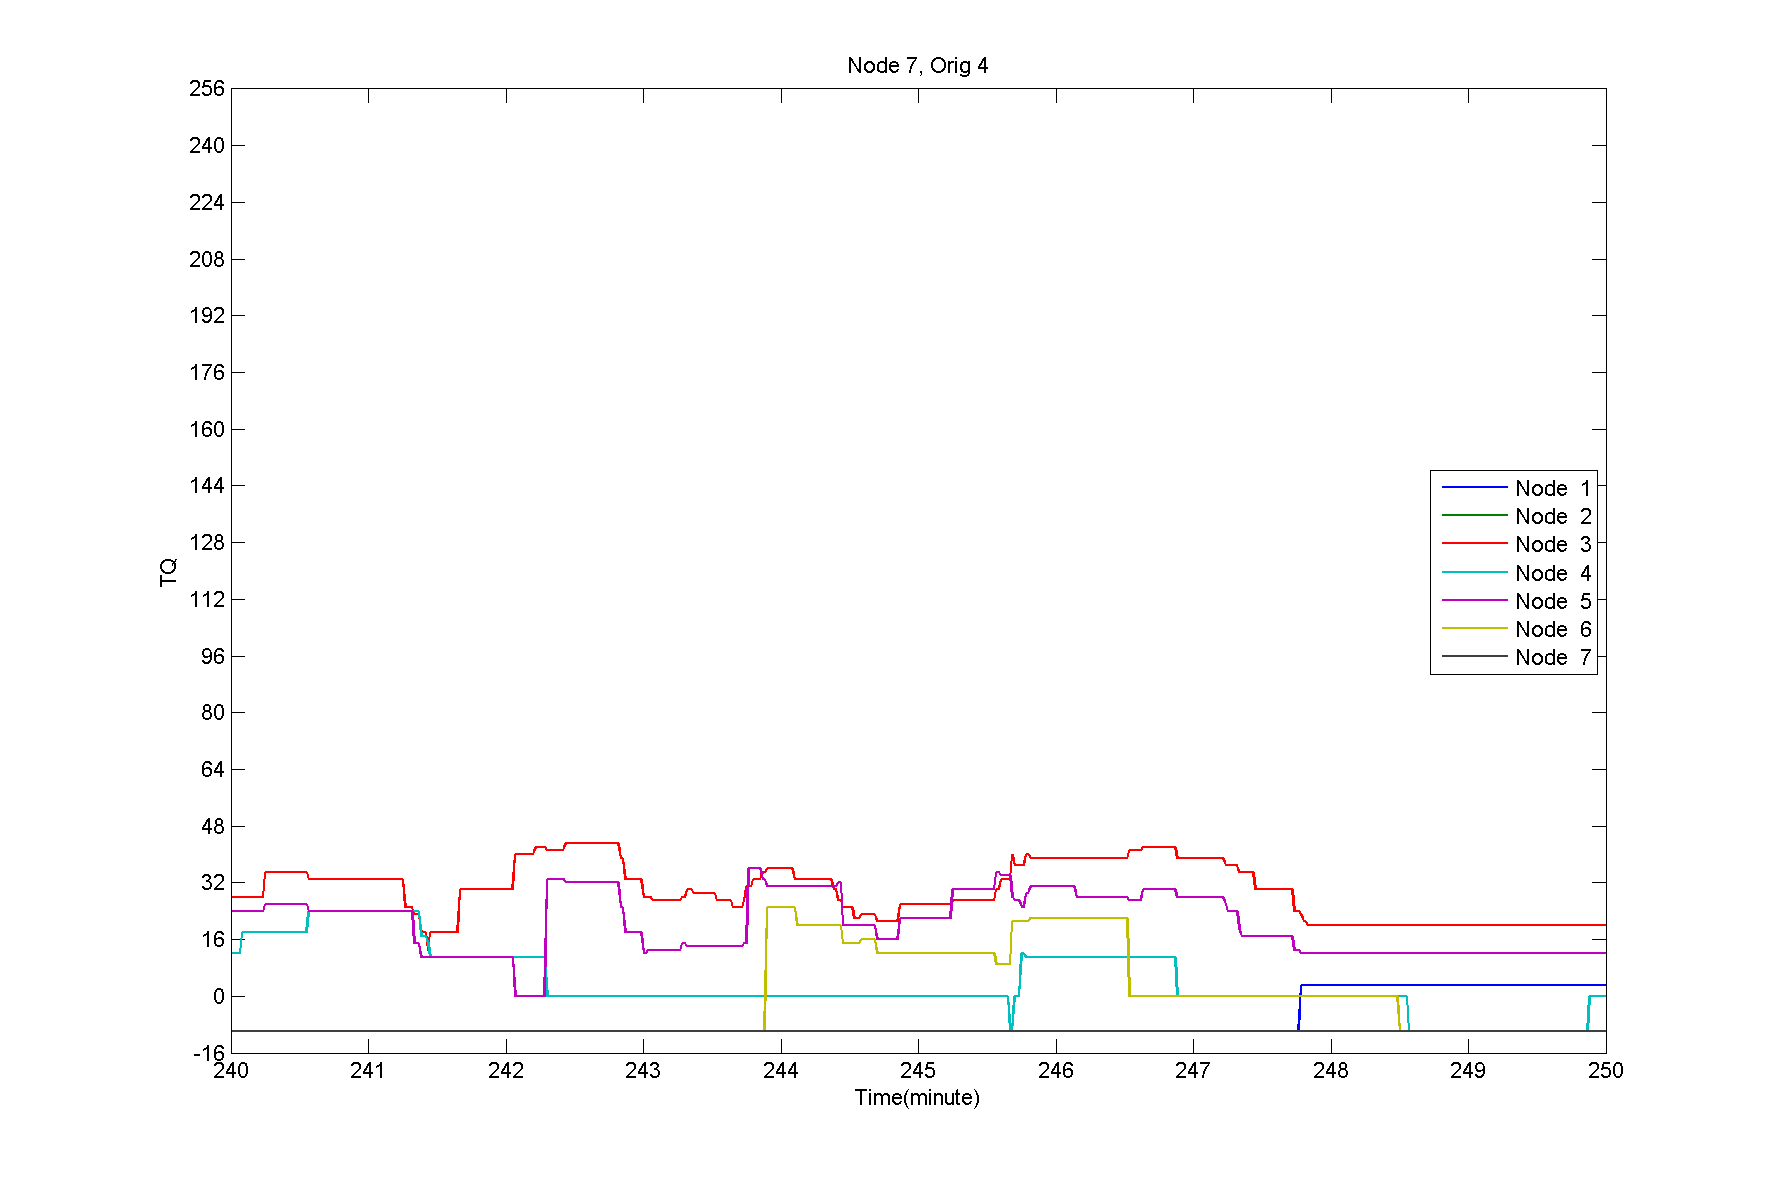 Node 7, Orig 4
256
240
224
208
192
176
160
144
128
112
96
80
64
48
32
16
0
-16
TQ
Node 1
Node 2
Node 3
Node 4
Node 5
Node 6
Node 7
240 241 242 243 244 245 246 247 248 249 250
Time(minute)